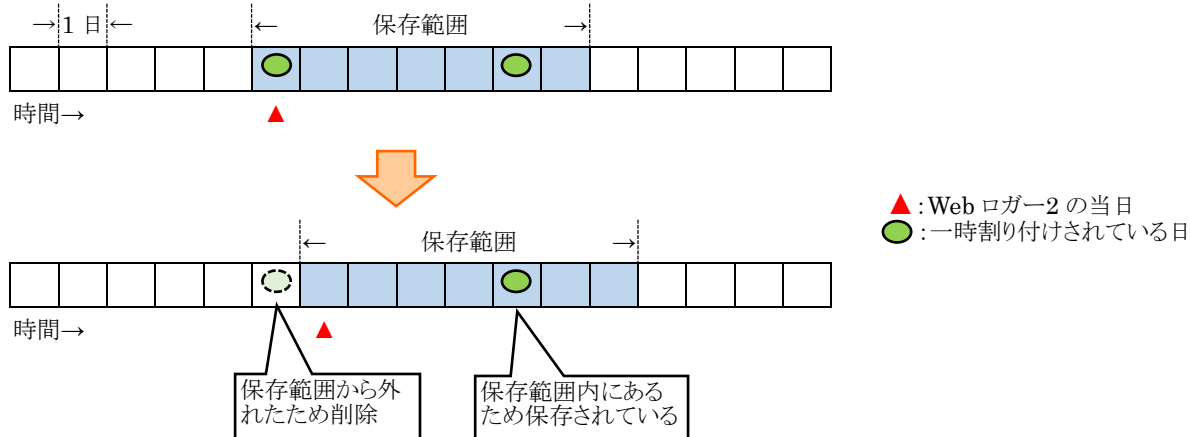 →1 日←
← 保存範囲 →
時間→
← 保存範囲 →
▲:Web ロガー2 の当日
:一時割り付けされている日
時間→
保存範囲から外
れたため削除
保存範囲内にある
ため保存されている